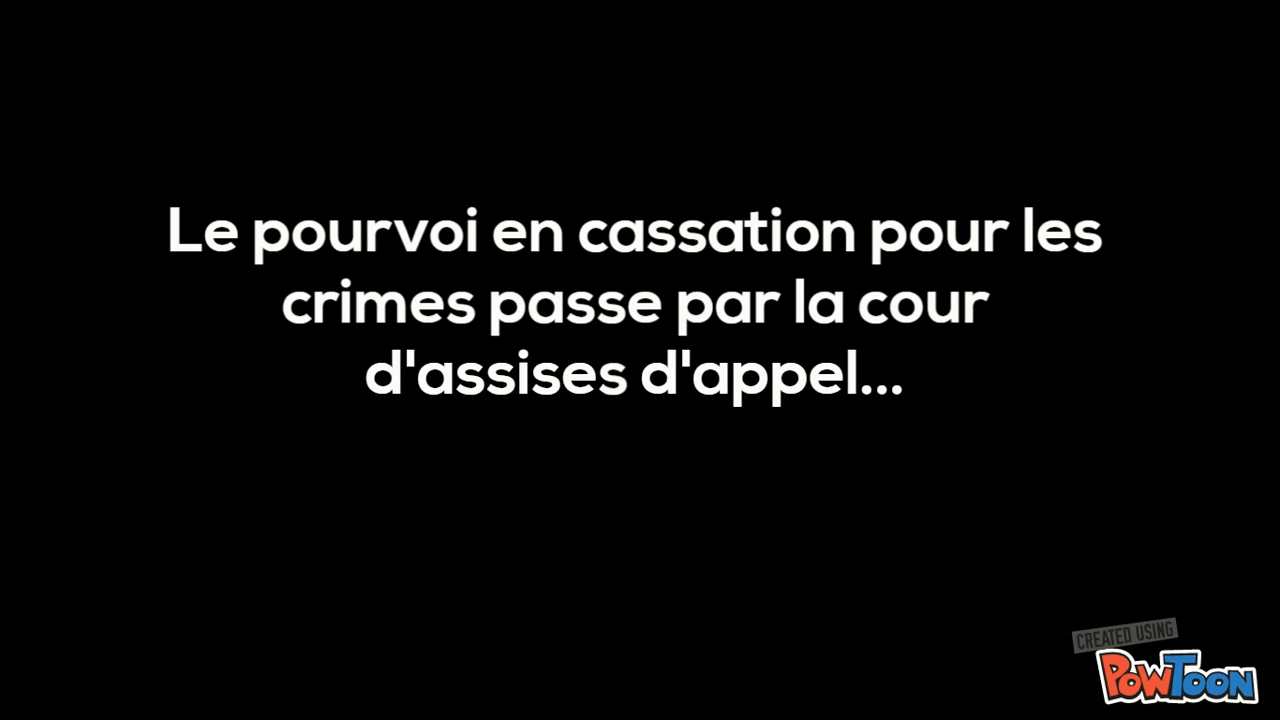 Le pourvoi en cassation pour les
crimes passe par la cour
d'assises d'appel...
CREATED USING
POWTOON